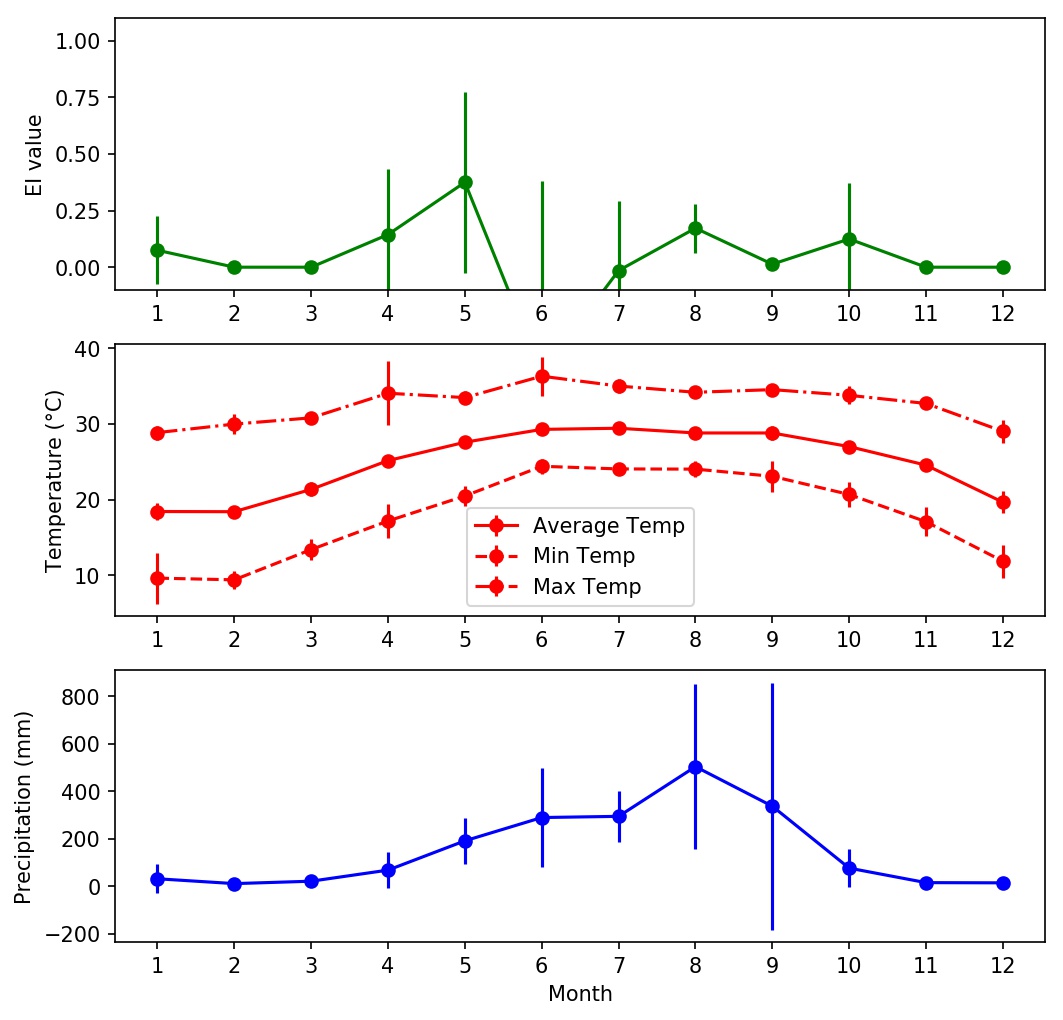 EI value
1.00
0.75
0.50
0.25
0.00
1 2 3 4 5 6 7 8 9 10 11 12
Temperature (°C)
40
30
20
10
Average Temp
Min Temp
Max Temp
1 2 3 4 5 6 7 8 9 10 11 12
Precipitation (mm)
800
600
400
200
0
−200
1 2 3 4 5 6 7 8 9 10 11 12
Month